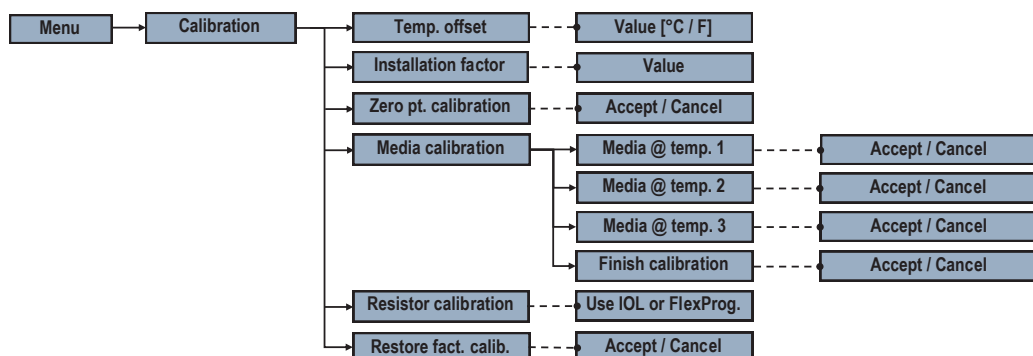 Menu
Calibration
Temp. offset
Value [°C / F]
Installation factor
Value
Zero pt. calibration
Accept / Cancel
Media calibration
Media @ temp. 1
Accept / Cancel
Media @ temp. 2
Accept / Cancel
Media @ temp. 3
Accept / Cancel
Finish calibration
Accept / Cancel
Resistor calibration
Use IOL or FlexProg.
Restore fact. calib.
Accept / Cancel